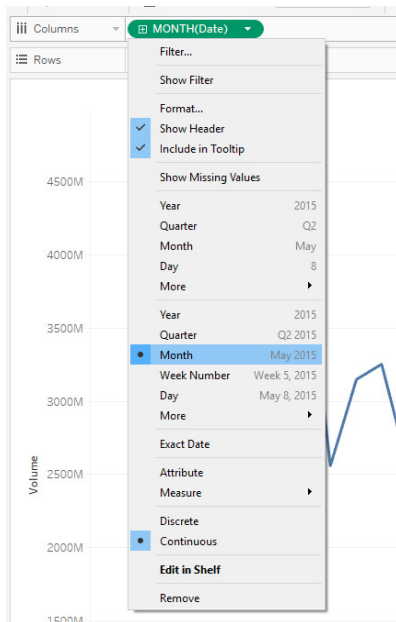 Columns
MONTH(Date)
Rows
Filter...
Show Filter
Format...
Show Header
Include in Tooltip
Show Missing Values
Year 2015
Quarter Q2
Month May
Day 8
More
Year 2015
Quarter Q2 2015
Month May 2015
Week Number Week 5, 2015
Day May 8, 2015
More
Exact Date
Attribute
Measure
Discrete
Continuous
Edit in Shelf
Remove
4500M
4000M
3500M
3000M
2500M
2000M
1500M
Volume